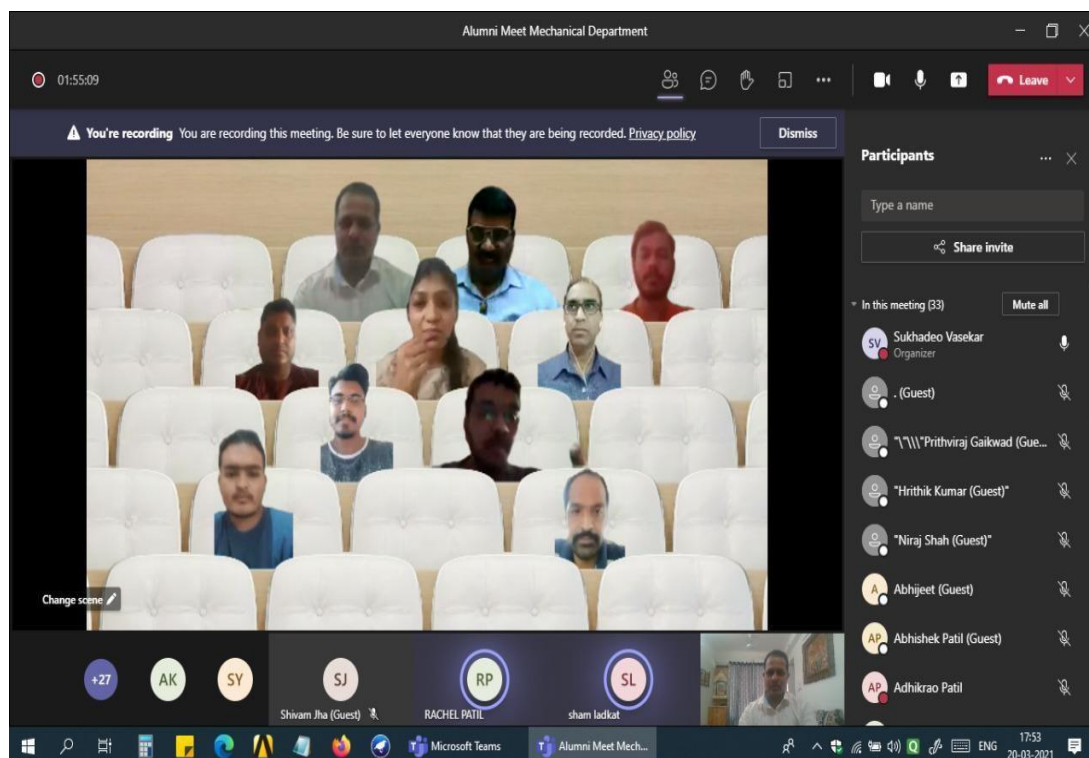 Alumni Meet Mechanical Department
01:55:09
Leave
You're recording You are recording this meeting. Be sure to let everyone know that they are being recorded. Privacy policy
Dismiss
Participants
Type a name
Share invite
In this meeting (33)
Mute all
SV
Sukhadeo Vasekar
Organizer
. (Guest)
"\"\\\"Prithviraj Gaikwad (Gue...
"Hrithik Kumar (Guest)"
"Niraj Shah (Guest)"
A
Abhijeet (Guest)
AP
Abhishek Patil (Guest)
AP
Adhikrao Patil
Change scene
+27
AK
SY
SJ
RP
SL
Shivam Jha (Guest)
RACHEL PATIL
sham ladkat
Microsoft Teams
Alumni Meet Mech...
ENG
17:53
20-03-2021